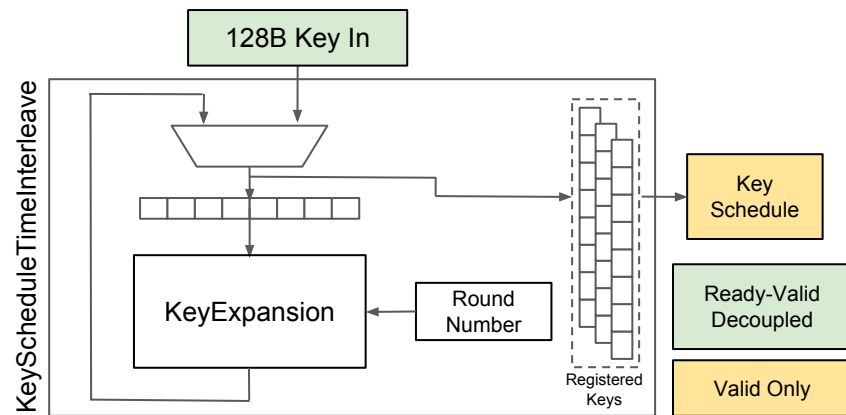 128B Key In
KeyScheduleTimeInterleave
Key
Schedule
KeyExpansion
Round
Number
Ready-Valid
Decoupled
Registered
Keys
Valid Only